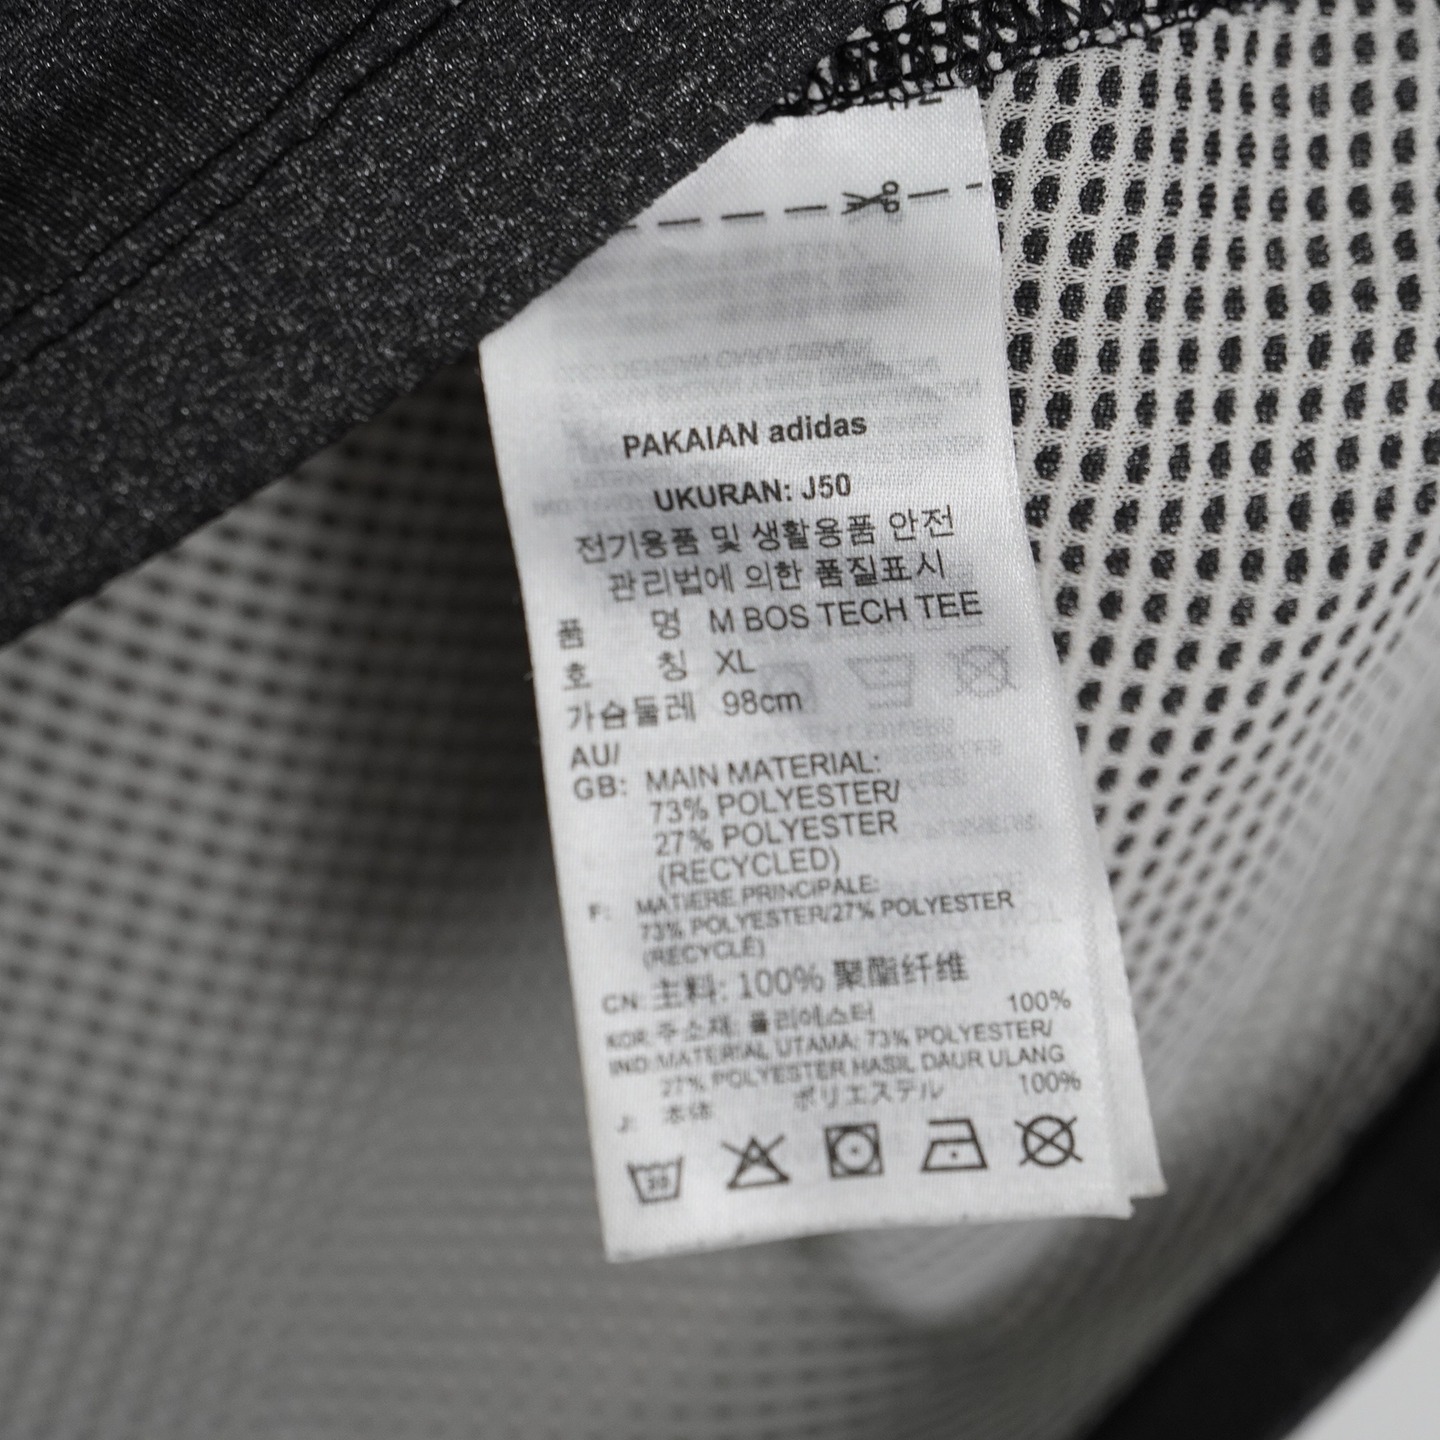 PAKAIAN adidas
UKURAN: J50
전기용품 및 생활용품 안전
관리법에 의한 품질표시
품 명 M BOS TECH TEE
호 칭 XL
가슴둘레 98cm
AU/
GB: MAIN MATERIAL:
73% POLYESTER/
27% POLYESTER
(RECYCLED)
F: MATIERE PRINCIPALE:
73% POLYESTER/27% POLYESTER
(RECYCLE)
CN: 主料: 100% 聚酯纤维
KOR: 주소재: 폴리에스터 100%
IND: MATERIAL UTAMA: 73% POLYESTER/
27% POLYESTER HASIL DAUR ULANG
J: 本体 ポリエステル 100%
30